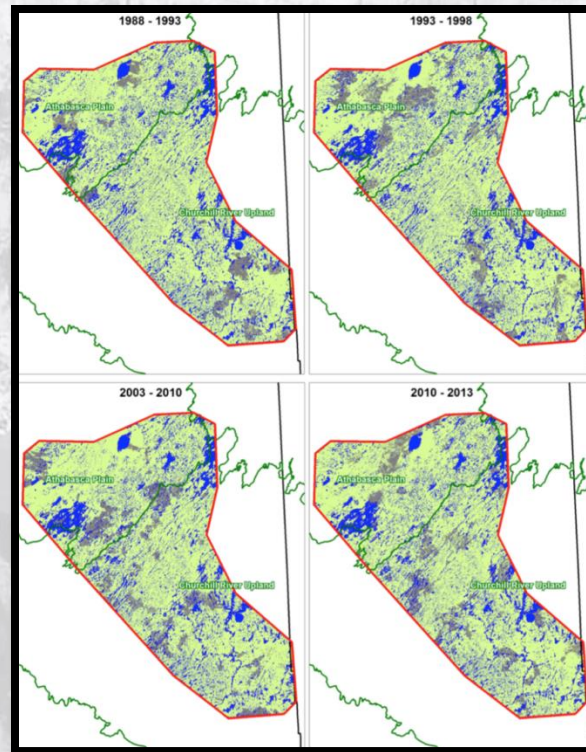 1988 - 1993
Athabasca Plain
Churchill River Upland
1993 - 1998
Athabasca Plain
Churchill River Upland
2003 - 2010
Athabasca Plain
Churchill River Upland
2010 - 2013
Athabasca Plain
Churchill River Upland